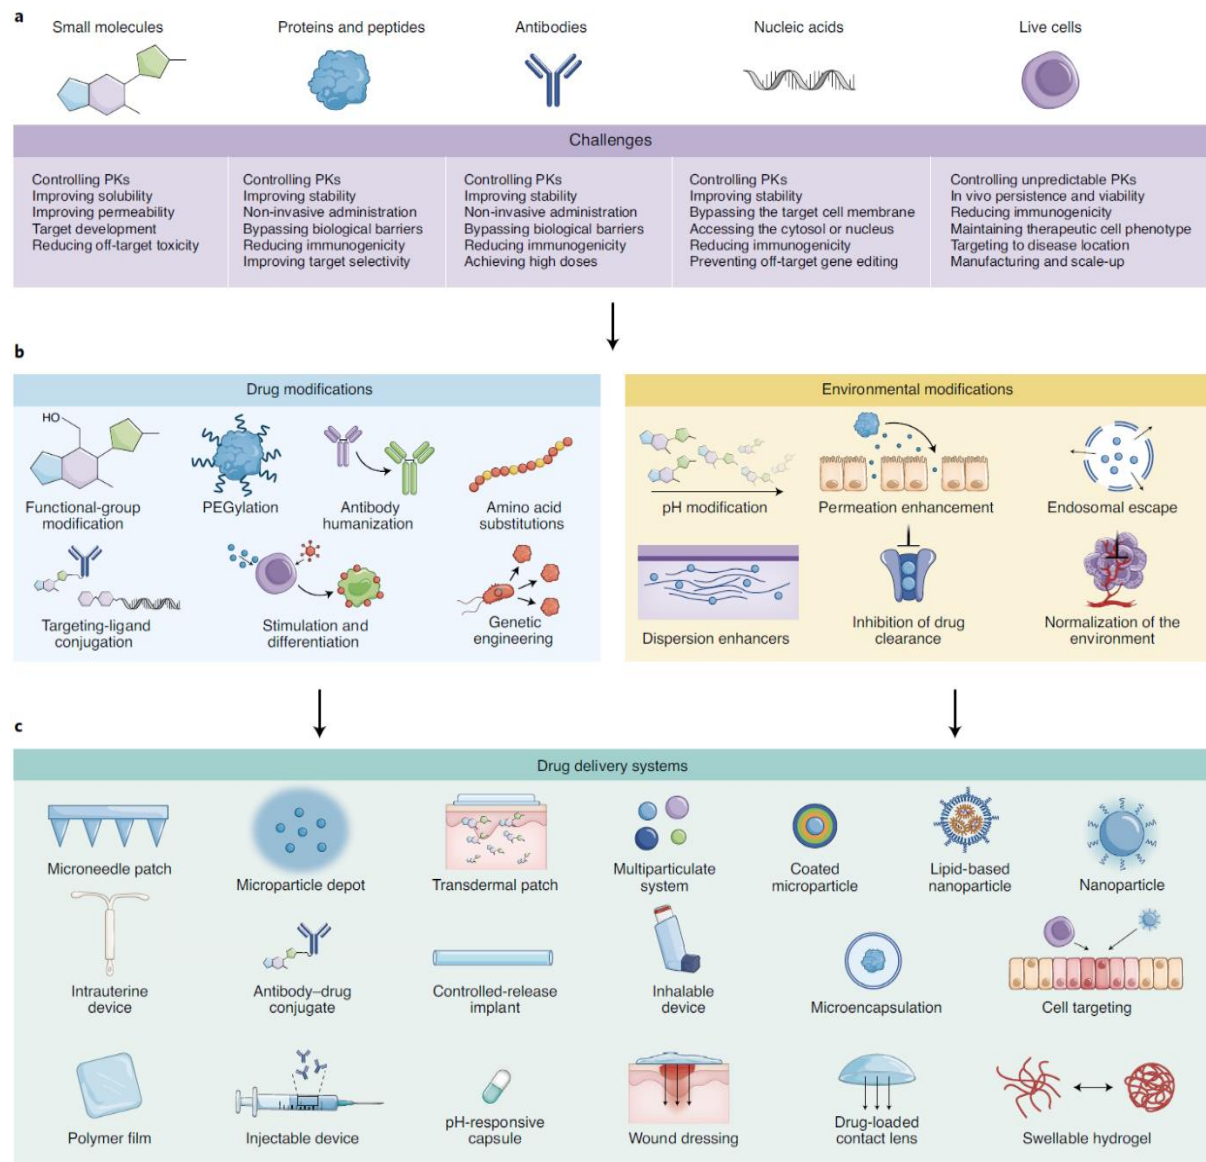 a
Small molecules
Proteins and peptides
Antibodies
Nucleic acids
Live cells
Challenges
Controlling PKs
Improving solubility
Improving permeability
Target development
Reducing off-target toxicity
Controlling PKs
Improving stability
Non-invasive administration
Bypassing biological barriers
Reducing immunogenicity
Improving target selectivity
Controlling PKs
Improving stability
Non-invasive administration
Bypassing biological barriers
Reducing immunogenicity
Achieving high doses
Controlling PKs
Improving stability
Bypassing the target cell membrane
Accessing the cytosol or nucleus
Reducing immunogenicity
Preventing off-target gene editing
Controlling unpredictable PKs
In vivo persistence and viability
Reducing immunogenicity
Maintaining therapeutic cell phenotype
Targeting to disease location
Manufacturing and scale-up
b
Drug modifications
HO
Functional-group
modification
PEGylation
Antibody
humanization
Amino acid
substitutions
Targeting-ligand
conjugation
Stimulation and
differentiation
Genetic
engineering
Environmental modifications
pH modification
Permeation enhancement
Endosomal escape
Dispersion enhancers
Inhibition of drug
clearance
Normalization of the
environment
c
Drug delivery systems
Microneedle patch
Microparticle depot
Transdermal patch
Multiparticulate
system
Coated
microparticle
Lipid-based
nanoparticle
Nanoparticle
Intrauterine
device
Antibody–drug
conjugate
Controlled-release
implant
Inhalable
device
Microencapsulation
Cell targeting
Polymer film
Injectable device
pH-responsive
capsule
Wound dressing
Drug-loaded
contact lens
Swellable hydrogel